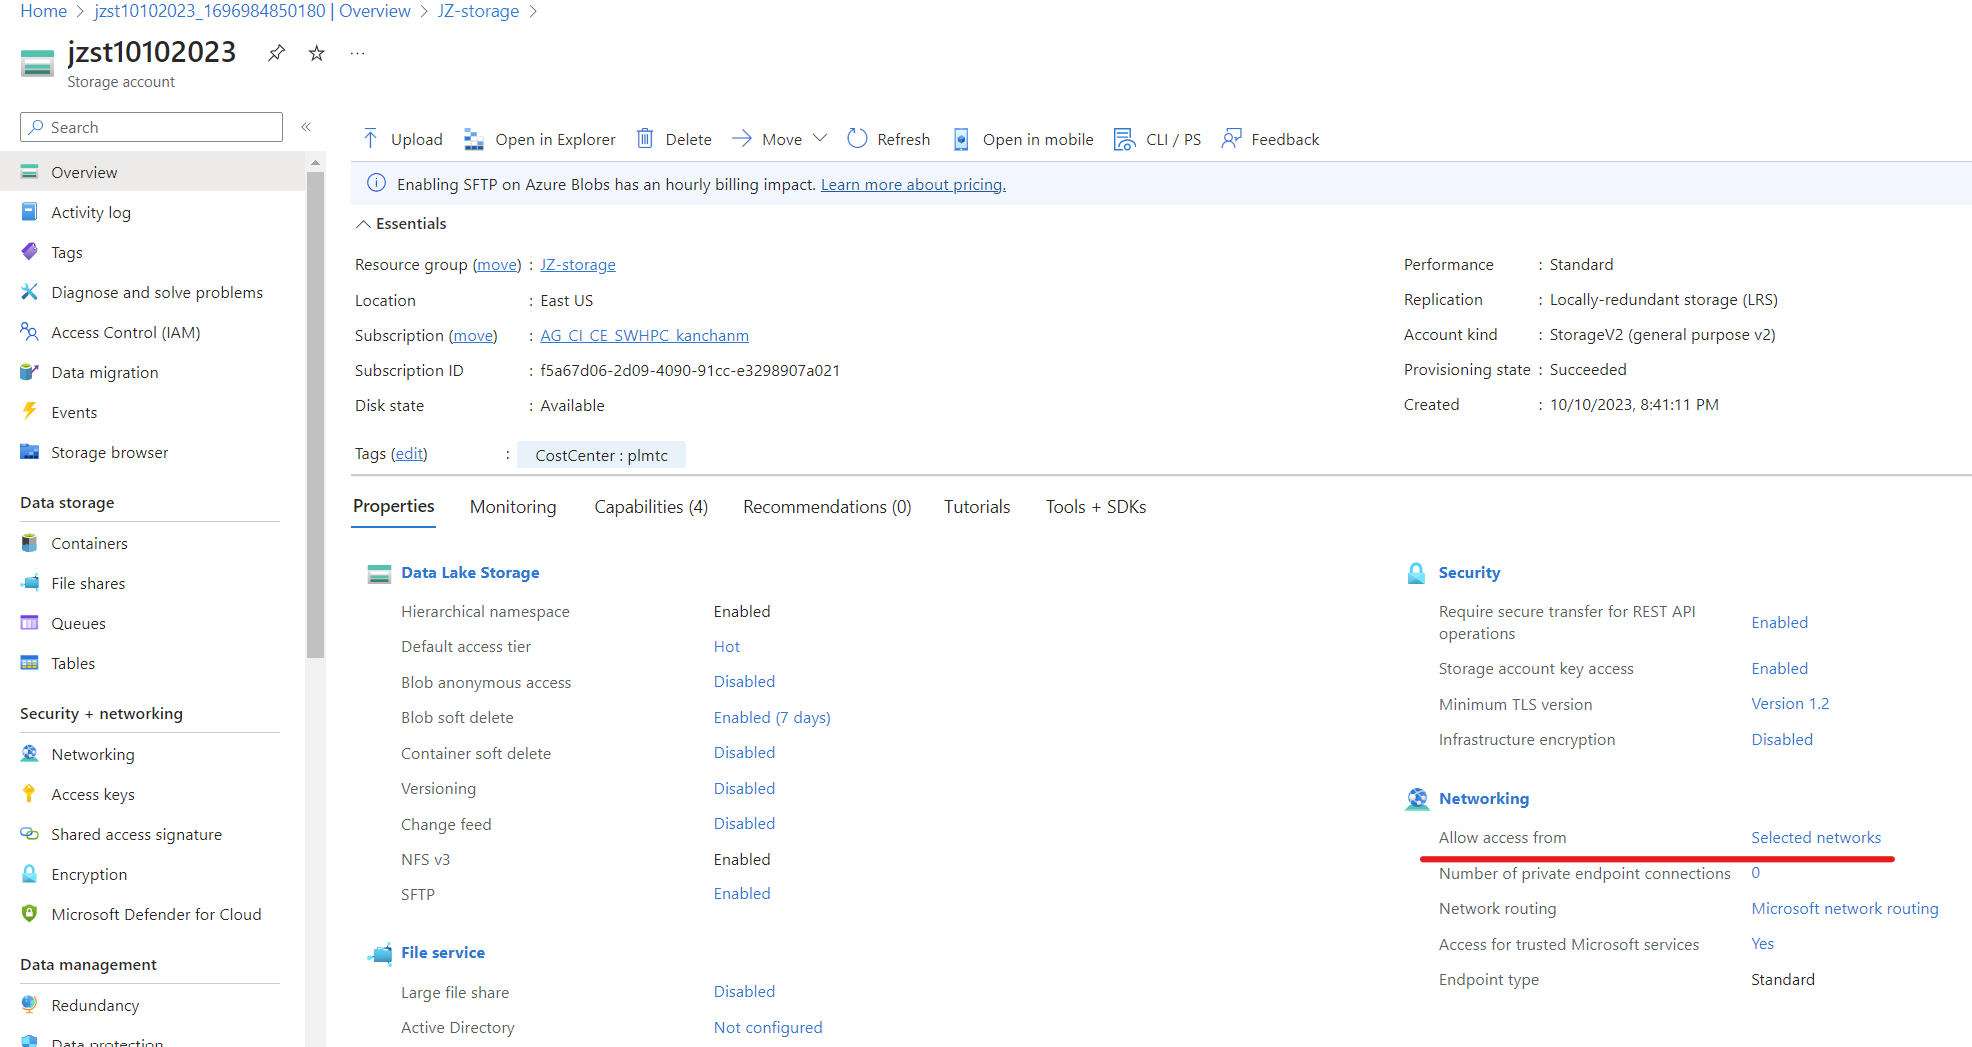 Home > jzst10102023_1696984850180 | Overview > JZ-storage >
jzst10102023
Storage account
Search
Overview
Activity log
Tags
Diagnose and solve problems
Access Control (IAM)
Data migration
Events
Storage browser
Data storage
Containers
File shares
Queues
Tables
Security + networking
Networking
Access keys
Shared access signature
Encryption
Microsoft Defender for Cloud
Data management
Redundancy
Data protection
Upload Open in Explorer Delete Move Refresh Open in mobile CLI / PS Feedback
Enabling SFTP on Azure Blobs has an hourly billing impact. Learn more about pricing.
Essentials
Resource group (move) : JZ-storage
Location : East US
Subscription (move) : AG_CI_CE_SWHPC_kanchanm
Subscription ID : f5a67d06-2d09-4090-91cc-e3298907a021
Disk state : Available
Performance : Standard
Replication : Locally-redundant storage (LRS)
Account kind : StorageV2 (general purpose v2)
Provisioning state : Succeeded
Created : 10/10/2023, 8:41:11 PM
Tags (edit) : CostCenter : plmtc
Properties Monitoring Capabilities (4) Recommendations (0) Tutorials Tools + SDKs
Data Lake Storage
Hierarchical namespace Enabled
Default access tier Hot
Blob anonymous access Disabled
Blob soft delete Enabled (7 days)
Container soft delete Disabled
Versioning Disabled
Change feed Disabled
NFS v3 Enabled
SFTP Enabled
File service
Large file share Disabled
Active Directory Not configured
Security
Require secure transfer for REST API
operations Enabled
Storage account key access Enabled
Minimum TLS version Version 1.2
Infrastructure encryption Disabled
Networking
Allow access from Selected networks
Number of private endpoint connections 0
Network routing Microsoft network routing
Access for trusted Microsoft services Yes
Endpoint type Standard